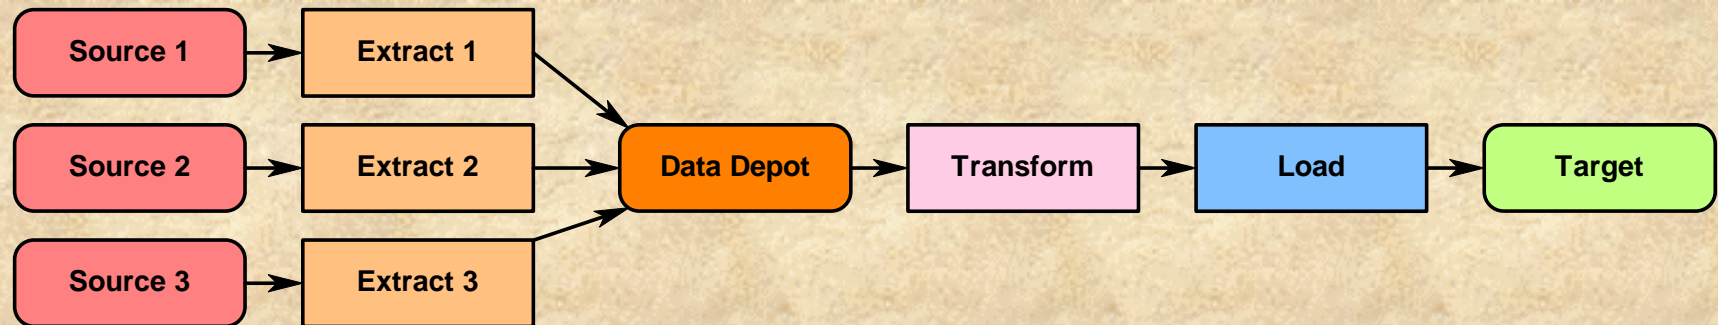 Source 1
Extract 1
Source 2
Extract 2
Data Depot
Transform
Load
Target
Source 3
Extract 3